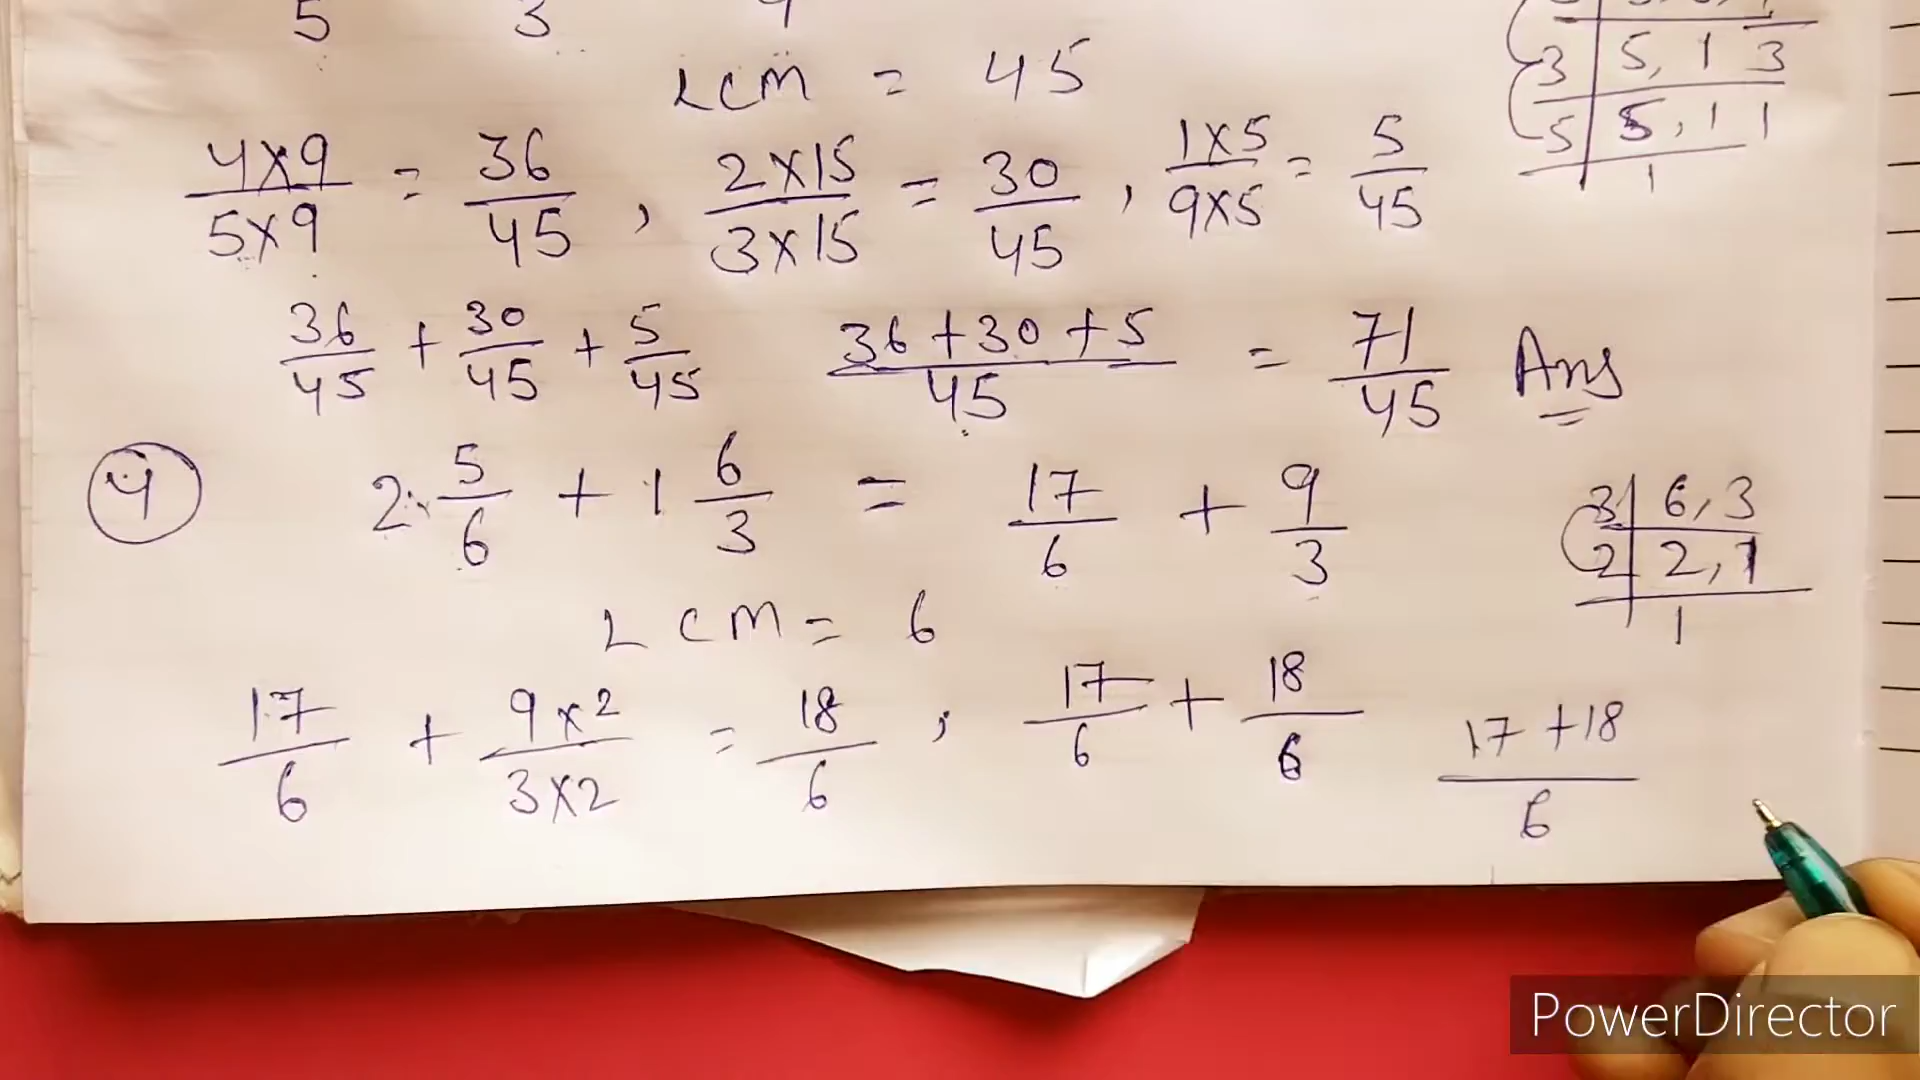 5 3 9
LCM = 45
3 | 5, 1 3
5 | 5, 1 1
1
4×9/5×9 = 36/45, 2×15/3×15 = 30/45, 1×5/9×5 = 5/45
36/45 + 30/45 + 5/45 36+30+5/45 = 71/45 Ans
4 2 5/6 + 1 6/3 = 17/6 + 9/3
3 | 6, 3
2 | 2, 1
1
LCM = 6
17/6 + 9×2/3×2 = 18/6, 17/6 + 18/6 17+18/6
PowerDirector